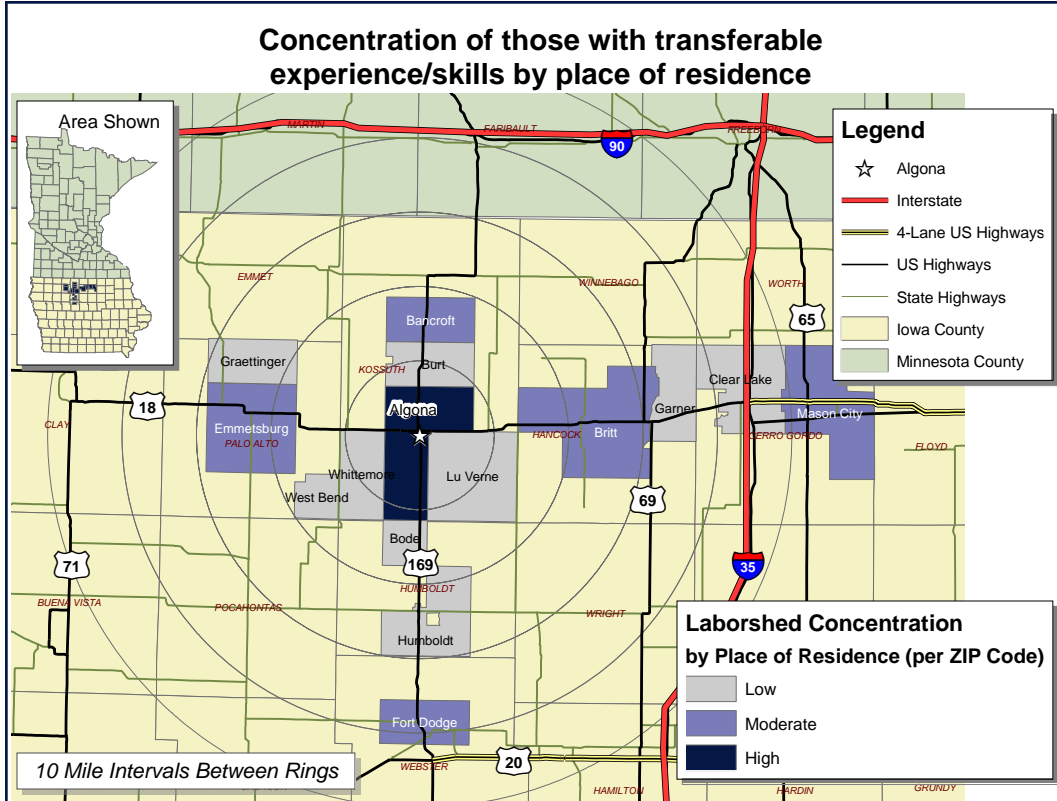 Concentration of those with transferable
experience/skills by place of residence
Area Shown
Legend
Algona
Interstate
4-Lane US Highways
US Highways
State Highways
Iowa County
Minnesota County
MARTIN
FARIBAULT
FREEBORN
90
EMMET
WINNEBAGO
WORTH
65
Bancroft
Graettinger
Burt
KOSSUTH
Clear Lake
Algona
Garner
18
Mason City
CLAY
Emmetsburg
Britt
HANCOCK
CERRO GORDO
PALO ALTO
FLOYD
Whittemore
Lu Verne
West Bend
69
Bode
71
169
35
HUMBOLDT
BUENA VISTA
POCAHONTAS
WRIGHT
Humboldt
Laborshed Concentration
by Place of Residence (per ZIP Code)
Low
Moderate
High
Fort Dodge
10 Mile Intervals Between Rings
WEBSTER
20
HAMILTON
HARDIN
GRUNDY